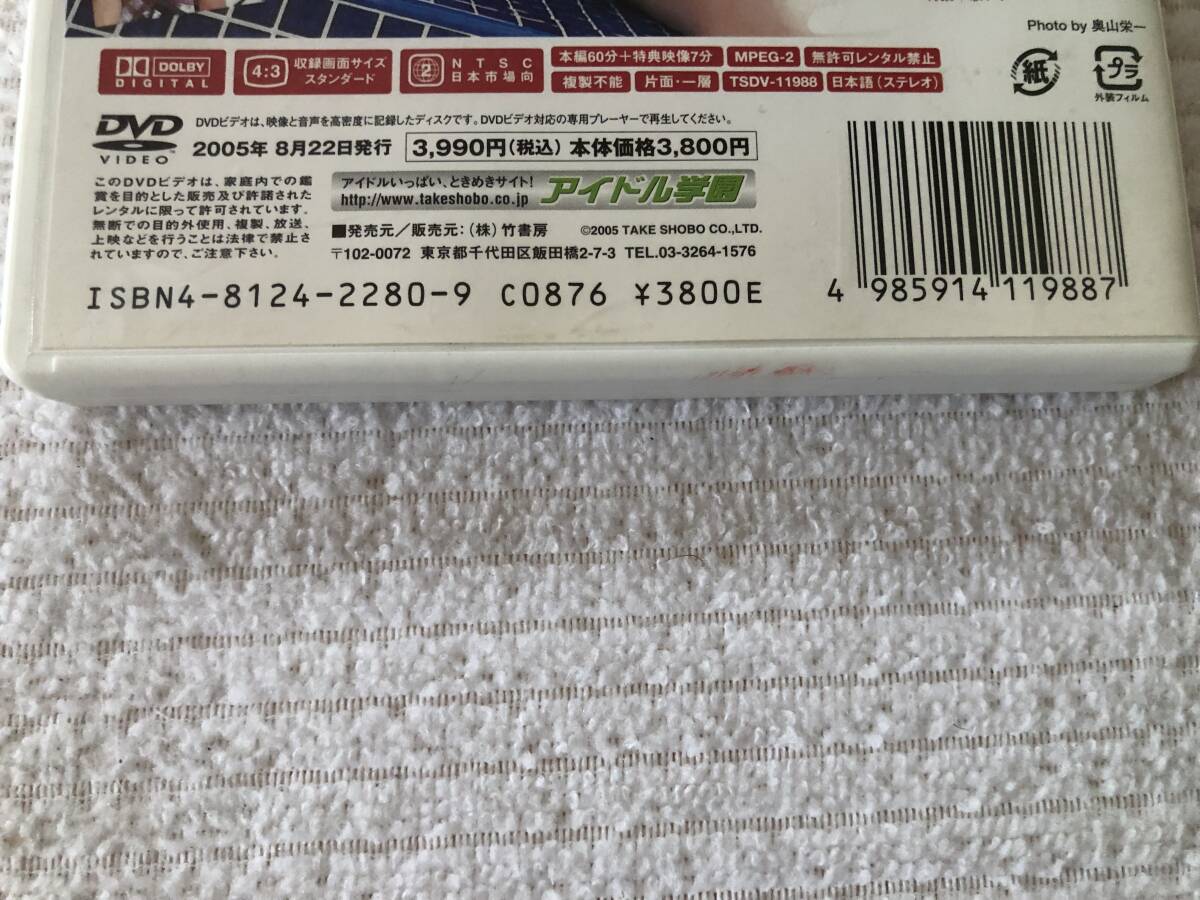 Photo by 奥山栄一
DOLBY
DIGITAL
4:3
収録画面サイズ
スタンダード
2
NTSC
日本市場向
本編60分+特典映像7分
MPEG-2
無許可レンタル禁止
複製不能
片面・一層
TSDV-11988
日本語(ステレオ)
紙
プラ
外装フィルム
DVD
VIDEO™
DVDビデオは、映像と音声を高密度に記録したディスクです。DVDビデオ対応の専用プレーヤーで再生してください。
2005年 8月22日発行
3,990円(税込) 本体価格3,800円
このDVDビデオは、家庭内での鑑
賞を目的とした販売及び許諾された
レンタルに限って許可されています。
無断での目的外使用、複製、放送、
上映などを行うことは法律で禁止さ
れていますので、ご注意下さい。
アイドルいっぱい、ときめきサイト!
http://www.takeshobo.co.jp
アイドル学園
■発売元/販売元:(株)竹書房 ©2005 TAKE SHOBO CO.,LTD.
〒102-0072 東京都千代田区飯田橋2-7-3 TEL.03-3264-1576
ISBN4-8124-2280-9 C0876 ¥3800E
4 985914 119887